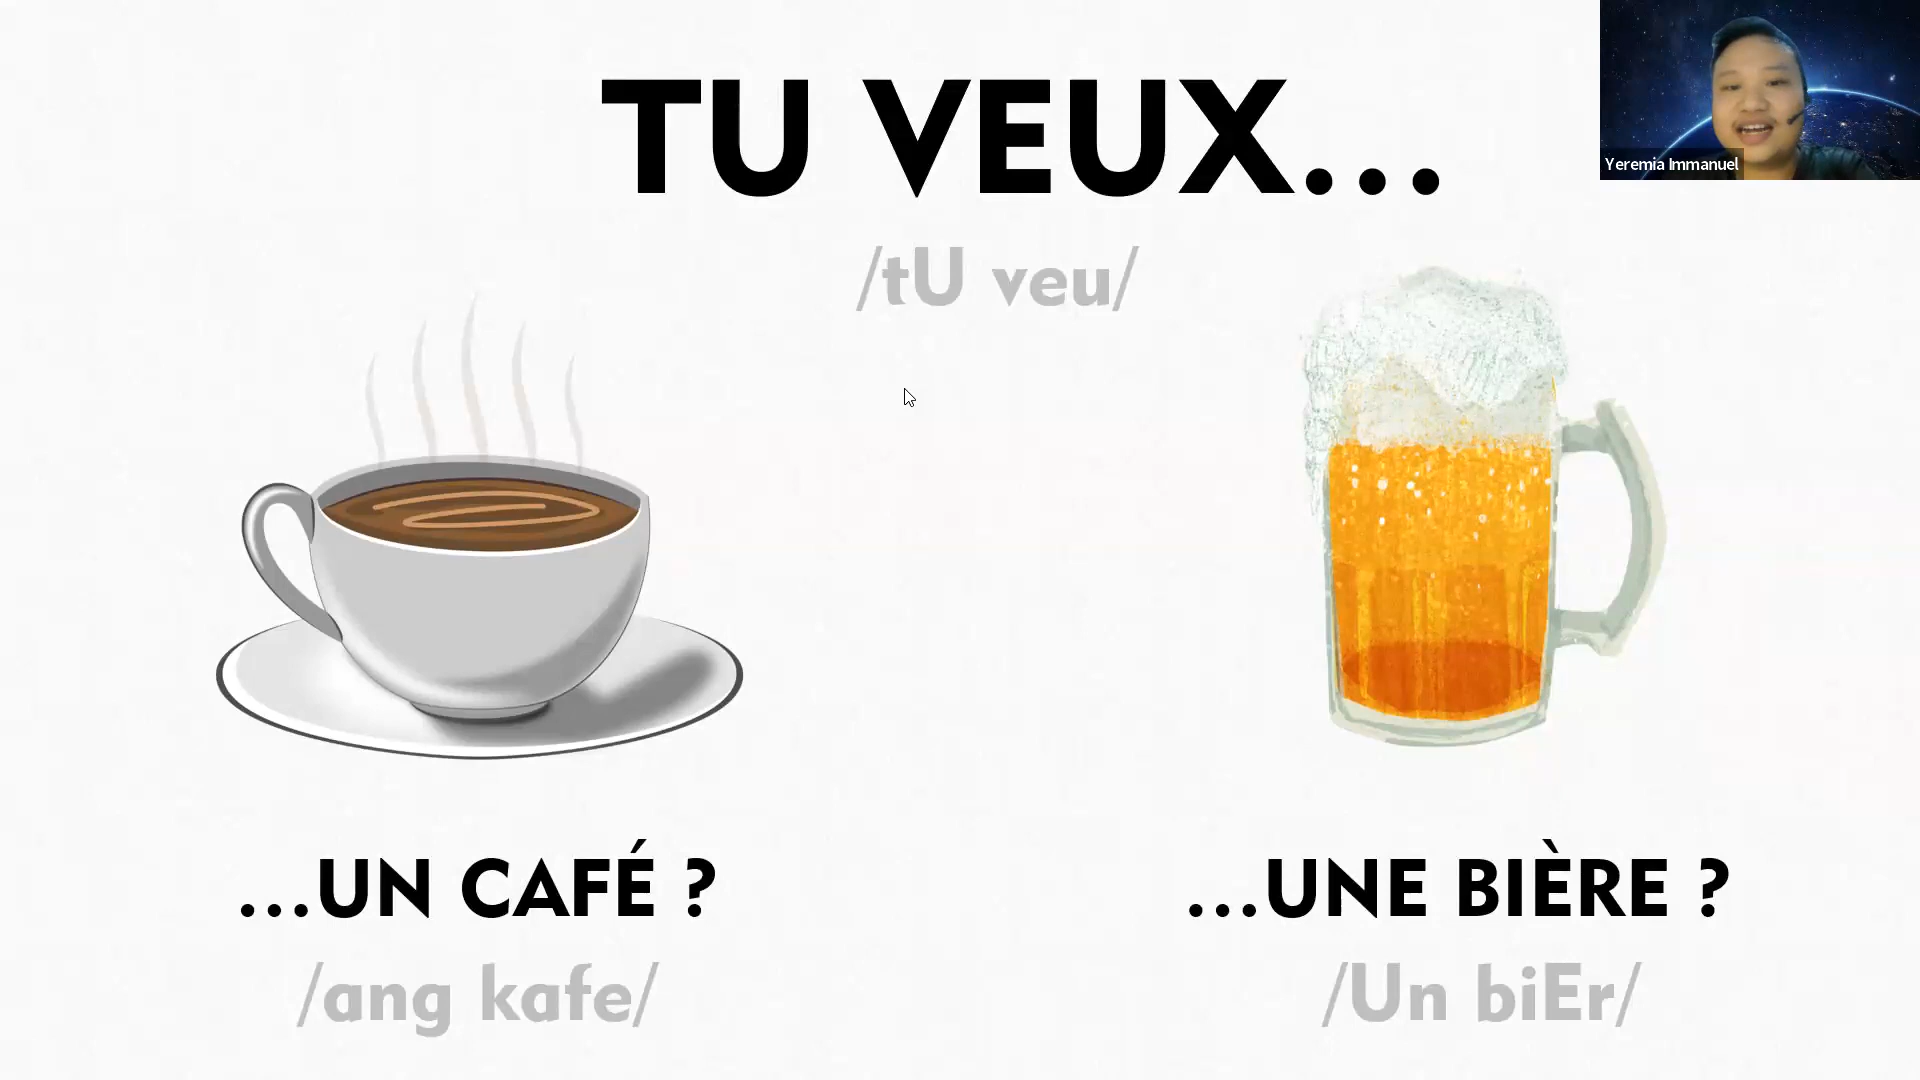 TU VEUX...
/tU veu/
Yeremia Immanuel
...UN CAFÉ ?
/ang kafe/
...UNE BIÈRE ?
/Un biEr/